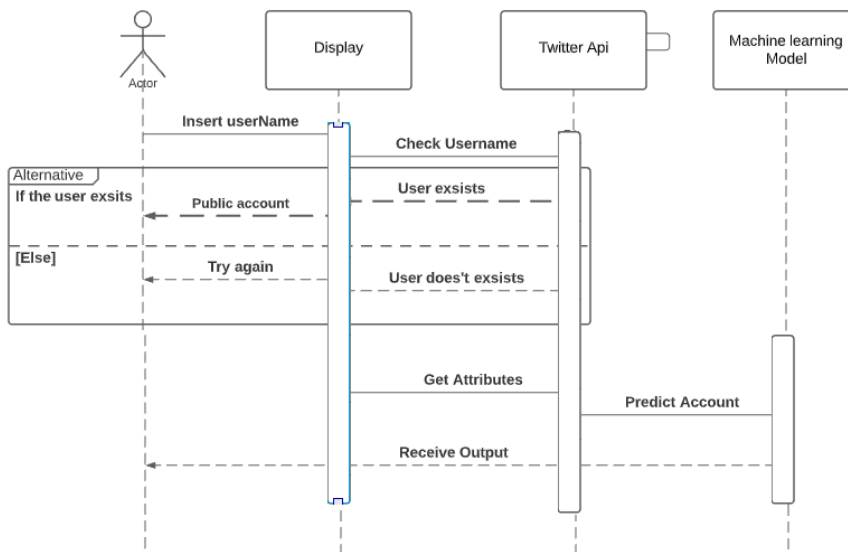 Display
Twitter Api
Machine learning
Model
Actor
Insert userName
Check Username
Alternative
If the user exsits
User exsists
Public account
[Else]
Try again
User does't exsists
Get Attributes
Predict Account
Receive Output